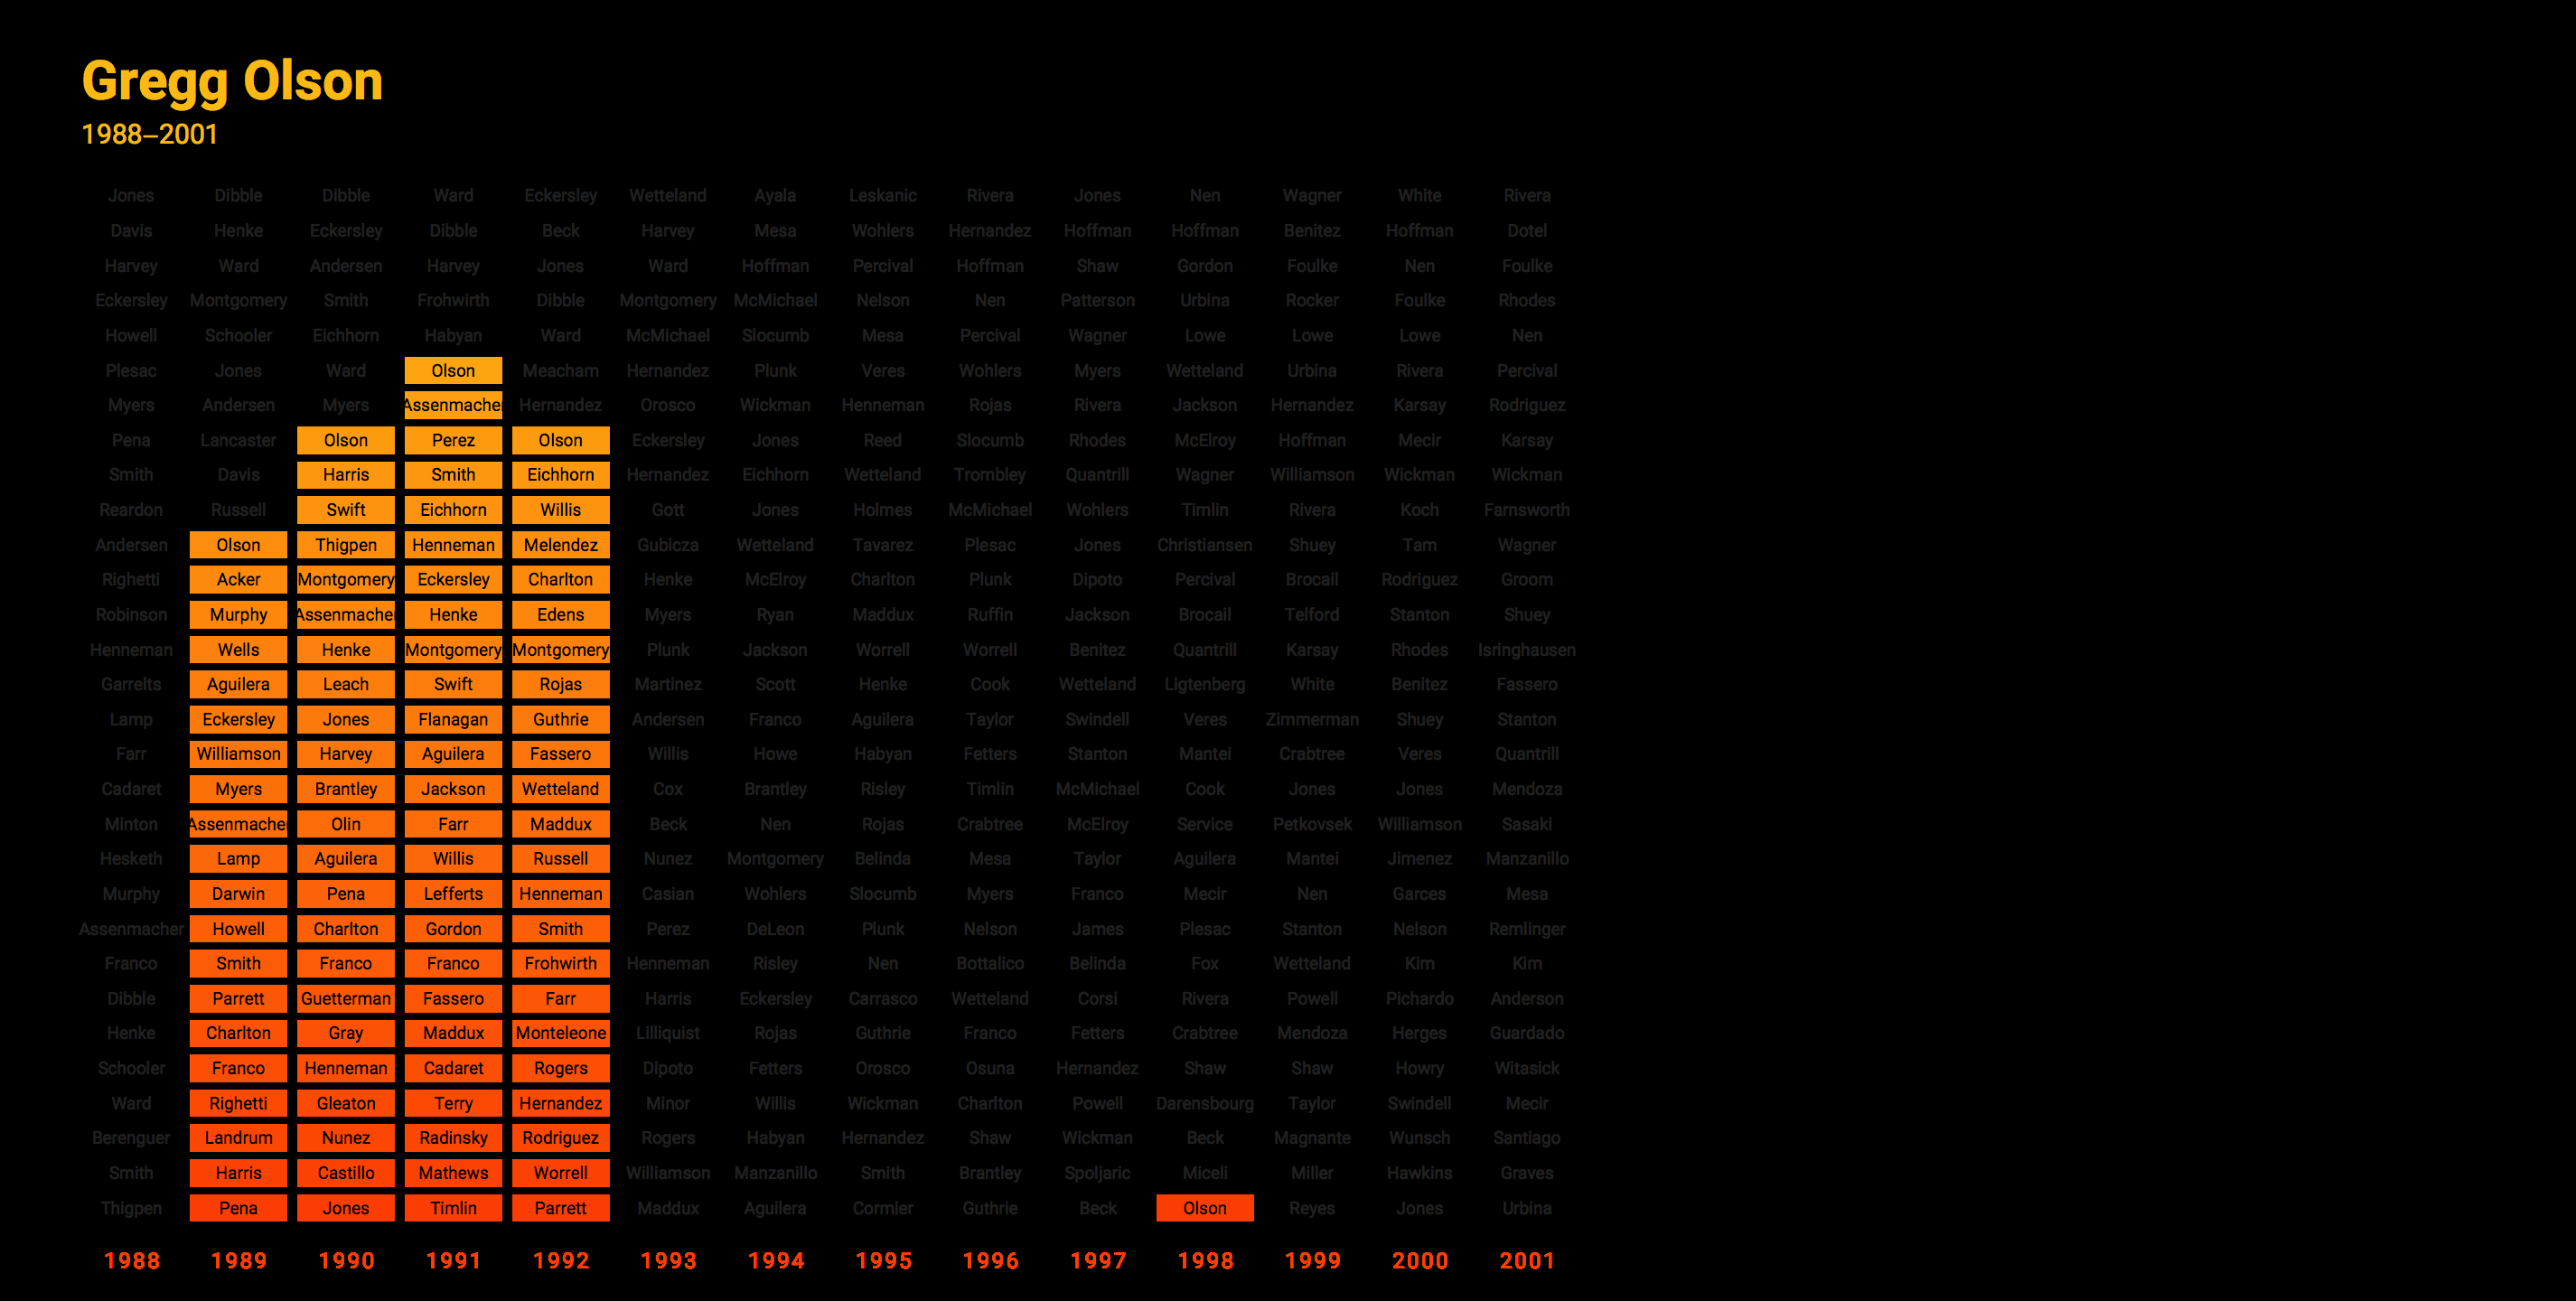 Gregg Olson
1988–2001
Jones Dibble Dibble Ward Eckersley Wetteland Ayala Leskanic Rivera Jones Nen Wagner White Rivera
Davis Henke Eckersley Dibble Beck Harvey Mesa Wohlers Hernandez Hoffman Hoffman Benitez Hoffman Dotel
Harvey Ward Andersen Harvey Jones Ward Hoffman Percival Hoffman Shaw Gordon Foulke Nen Foulke
Eckersley Montgomery Smith Frohwirth Dibble Montgomery McMichael Nelson Nen Patterson Urbina Rocker Foulke Rhodes
Howell Schooler Eichhorn Habyan Ward McMichael Slocumb Mesa Percival Wagner Lowe Lowe Lowe Nen
Plesac Jones Ward Olson Meacham Hernandez Plunk Veres Wohlers Myers Wetteland Urbina Rivera Percival
Myers Andersen Myers Assenmacher Hernandez Orosco Wickman Henneman Rojas Rivera Jackson Hernandez Karsay Rodriguez
Pena Lancaster Olson Perez Olson Eckersley Jones Reed Slocumb Rhodes McElroy Hoffman Mecir Karsay
Smith Davis Harris Smith Eichhorn Hernandez Eichhorn Wetteland Trombley Quantrill Wagner Williamson Wickman Wickman
Reardon Russell Swift Eichhorn Willis Gott Jones Holmes McMichael Wohlers Timlin Rivera Koch Farnsworth
Andersen Olson Thigpen Henneman Melendez Gubicza Wetteland Tavarez Plesac Jones Christiansen Shuey Tam Wagner
Righetti Acker Montgomery Eckersley Charlton Henke McElroy Charlton Plunk Dipoto Percival Brocail Rodriguez Groom
Robinson Murphy Assenmacher Henke Edens Myers Ryan Maddux Ruffin Jackson Brocail Telford Stanton Shuey
Henneman Wells Henke Montgomery Montgomery Plunk Jackson Worrell Worrell Benitez Quantrill Karsay Rhodes Isringhausen
Garrelts Aguilera Leach Swift Rojas Martinez Scott Henke Cook Wetteland Ligtenberg White Benitez Fassero
Lamp Eckersley Jones Flanagan Guthrie Andersen Franco Aguilera Taylor Swindell Veres Zimmerman Shuey Stanton
Farr Williamson Harvey Aguilera Fassero Willis Howe Habyan Fetters Stanton Mantei Crabtree Veres Quantrill
Cadaret Myers Brantley Jackson Wetteland Cox Brantley Risley Timlin McMichael Cook Jones Jones Mendoza
Minton Assenmacher Olin Farr Maddux Beck Nen Rojas Crabtree McElroy Service Petkovsek Williamson Sasaki
Hesketh Lamp Aguilera Willis Russell Nunez Montgomery Belinda Mesa Taylor Aguilera Mantei Jimenez Manzanillo
Murphy Darwin Pena Lefferts Henneman Casian Wohlers Slocumb Myers Franco Mecir Nen Garces Mesa
Assenmacher Howell Charlton Gordon Smith Perez DeLeon Plunk Nelson James Plesac Stanton Nelson Remlinger
Franco Smith Franco Franco Frohwirth Henneman Risley Nen Bottalico Belinda Fox Wetteland Kim Kim
Dibble Parrett Guetterman Fassero Farr Harris Eckersley Carrasco Wetteland Corsi Rivera Powell Pichardo Anderson
Henke Charlton Gray Maddux Monteleone Lilliquist Rojas Guthrie Franco Fetters Crabtree Mendoza Herges Guardado
Schooler Franco Henneman Cadaret Rogers Dipoto Fetters Orosco Osuna Hernandez Shaw Shaw Howry Witasick
Ward Righetti Gleaton Terry Hernandez Minor Willis Wickman Charlton Powell Darensbourg Taylor Swindell Mecir
Berenguer Landrum Nunez Radinsky Rodriguez Rogers Habyan Hernandez Shaw Wickman Beck Magnante Wunsch Santiago
Smith Harris Castillo Mathews Worrell Williamson Manzanillo Smith Brantley Spoljaric Miceli Miller Hawkins Graves
Thigpen Pena Jones Timlin Parrett Maddux Aguilera Cormier Guthrie Beck Olson Reyes Jones Urbina
1988 1989 1990 1991 1992 1993 1994 1995 1996 1997 1998 1999 2000 2001